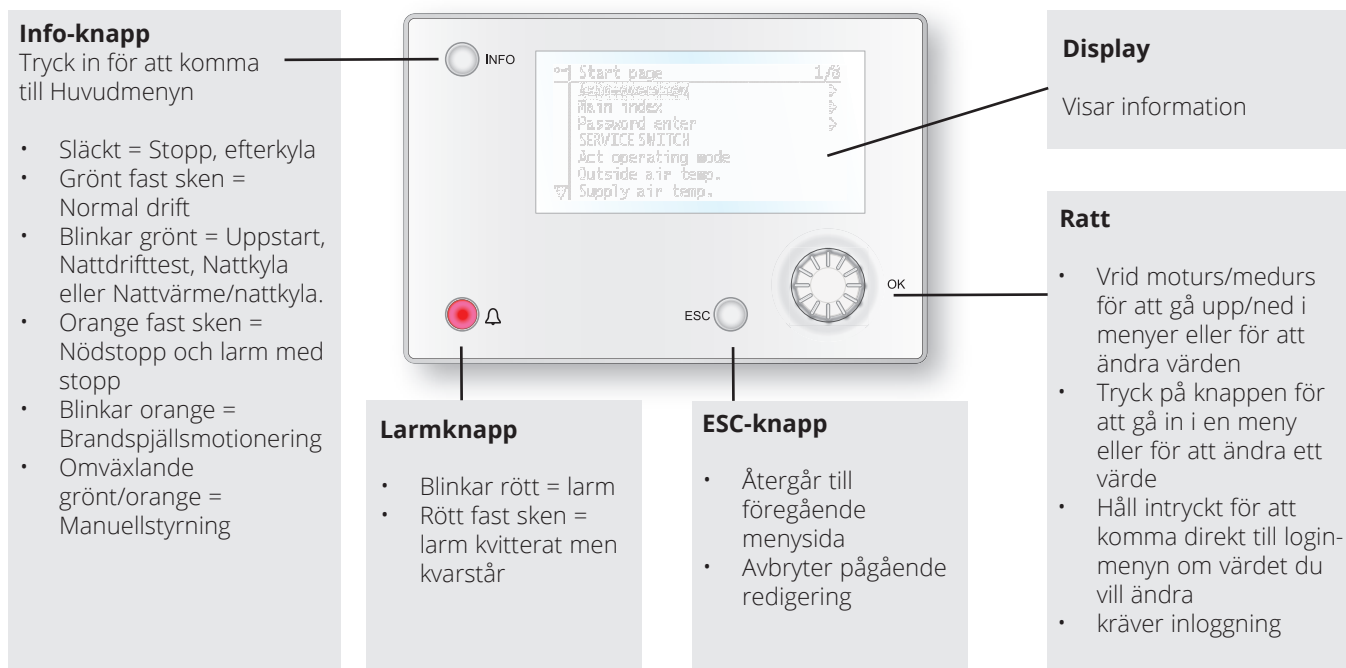 Info-knapp
Tryck in för att komma
till Huvudmenyn
• Släckt = Stopp, efterkyla
• Grönt fast sken =
Normal drift
• Blinkar grönt = Uppstart,
Nattdrifttest, Nattkyla
eller Nattvärme/nattkyla.
• Orange fast sken =
Nödstopp och larm med
stopp
• Blinkar orange =
Brandspjällsmotionering
• Omväxlande
grönt/orange =
Manuellstyrning
INFO
Start page 1/8
Main index >
Password enter >
SERVICE SWITCH
Act operating mode
Outside air temp.
Supply air temp.
ESC
OK
Larmknapp
• Blinkar rött = larm
• Rött fast sken =
larm kvitterat men
kvarstår
ESC-knapp
• Återgår till
föregående
menysida
• Avbryter pågående
redigering
Display
Visar information
Ratt
• Vrid moturs/medurs
för att gå upp/ned i
menyer eller för att
ändra värden
• Tryck på knappen för
att gå in i en meny
eller för att ändra ett
värde
• Håll intryckt för att
komma direkt till login-
menyn om värdet du
vill ändra
• kräver inloggning